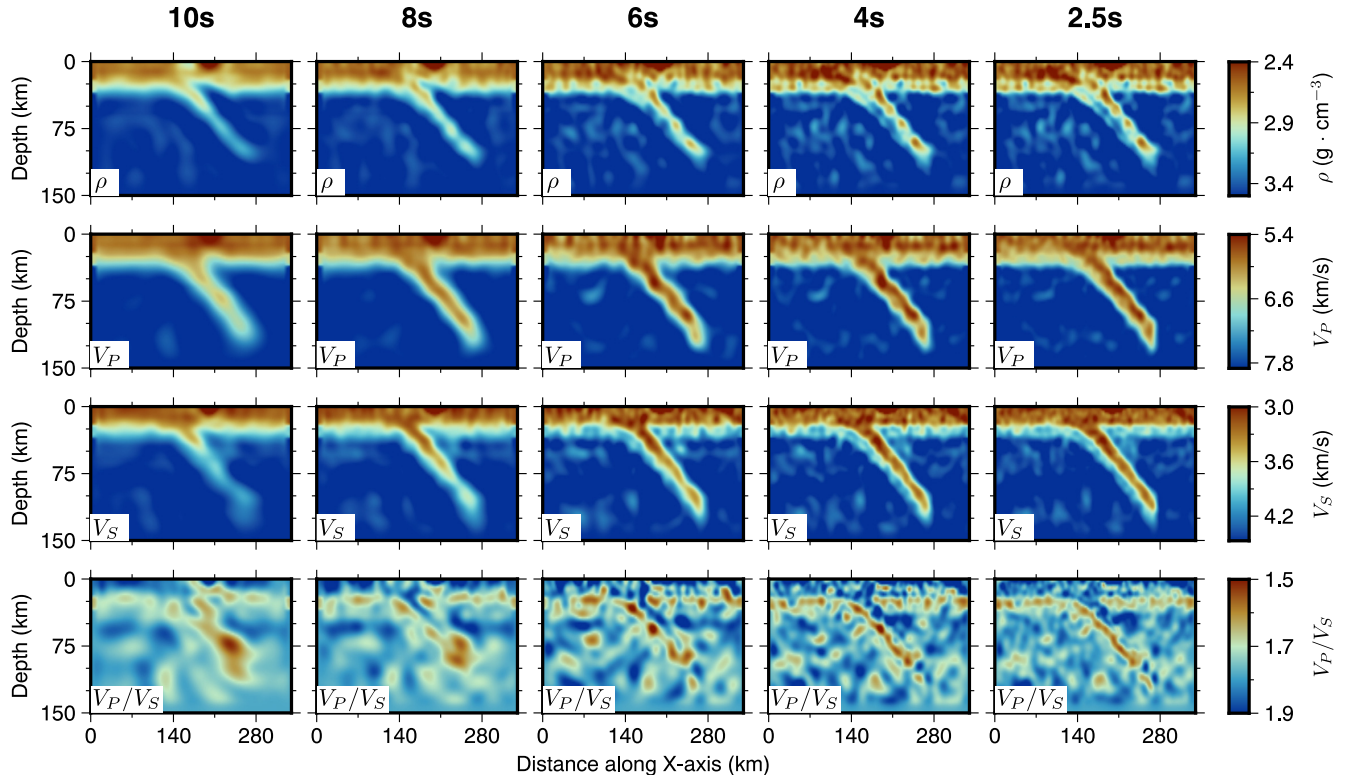 10s 8s 6s 4s 2.5s
Depth (km) 0 75 150 ρ ρ ρ ρ ρ 2.4 2.9 3.4 ρ (g · cm⁻³)
Depth (km) 0 75 150 V_P V_P V_P V_P V_P 5.4 6.6 7.8 V_P (km/s)
Depth (km) 0 75 150 V_S V_S V_S V_S V_S 3.0 3.6 4.2 V_S (km/s)
Depth (km) 0 75 150 V_P/V_S V_P/V_S V_P/V_S V_P/V_S V_P/V_S 1.5 1.7 1.9 V_P/V_S
0 140 280 0 140 280 0 140 280 0 140 280 0 140 280
Distance along X-axis (km)